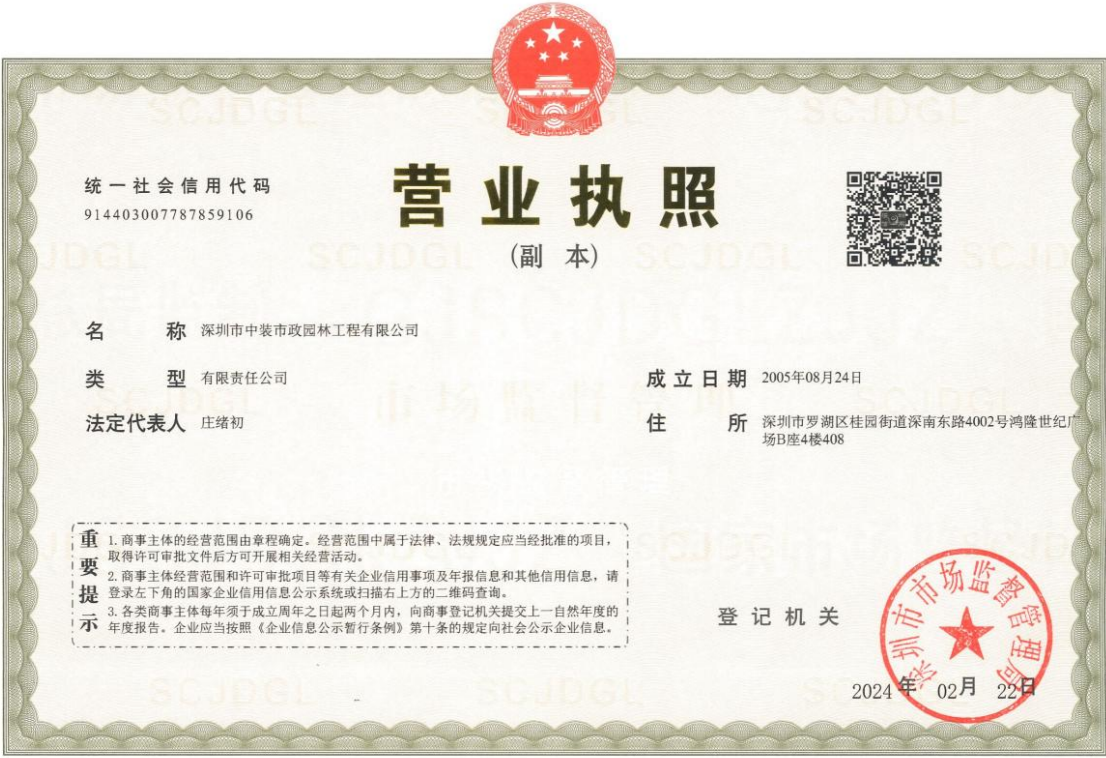 统一社会信用代码
914403007787859106
营业执照
(副 本)
名 称 深圳市中装市政园林工程有限公司
类 型 有限责任公司
法定代表人 庄绪初
成立日期 2005年08月24日
住 所 深圳市罗湖区桂园街道深南东路4002号鸿隆世纪广
场B座4楼408
重要提示
1. 商事主体的经营范围由章程确定。经营范围中属于法律、法规规定应当经批准的项目，
取得许可审批文件后方可开展相关经营活动。
2. 商事主体经营范围和许可审批项目等有关企业信用事项及年报信息和其他信用信息，请
登录左下角的国家企业信用信息公示系统或扫描右上方的二维码查询。
3. 各类商事主体每年须于成立周年之日起两个月内，向商事登记机关提交上一自然年度的
年度报告。企业应当按照《企业信息公示暂行条例》第十条的规定向社会公示企业信息。
登记机关
深圳市市场监督管理局
2024 年 02月 22日
SCJDGL
市场监督管理